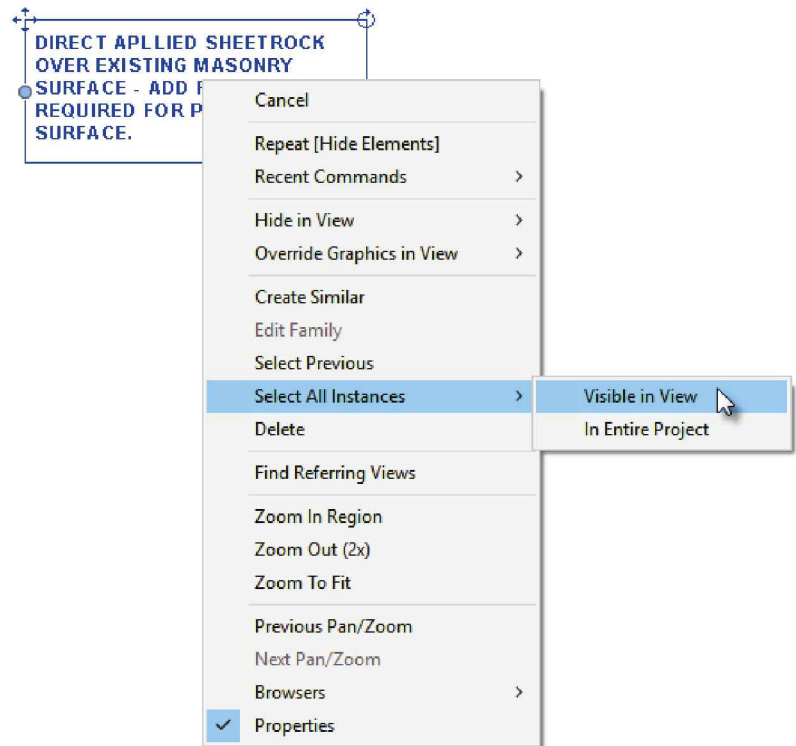 DIRECT APLLIED SHEETROCK
OVER EXISTING MASONRY
SURFACE - ADD
REQUIRED FOR
SURFACE.
Cancel
Repeat [Hide Elements]
Recent Commands
Hide in View
Override Graphics in View
Create Similar
Edit Family
Select Previous
Select All Instances
Visible in View
Delete
In Entire Project
Find Referring Views
Zoom In Region
Zoom Out (2x)
Zoom To Fit
Previous Pan/Zoom
Next Pan/Zoom
Browsers
Properties